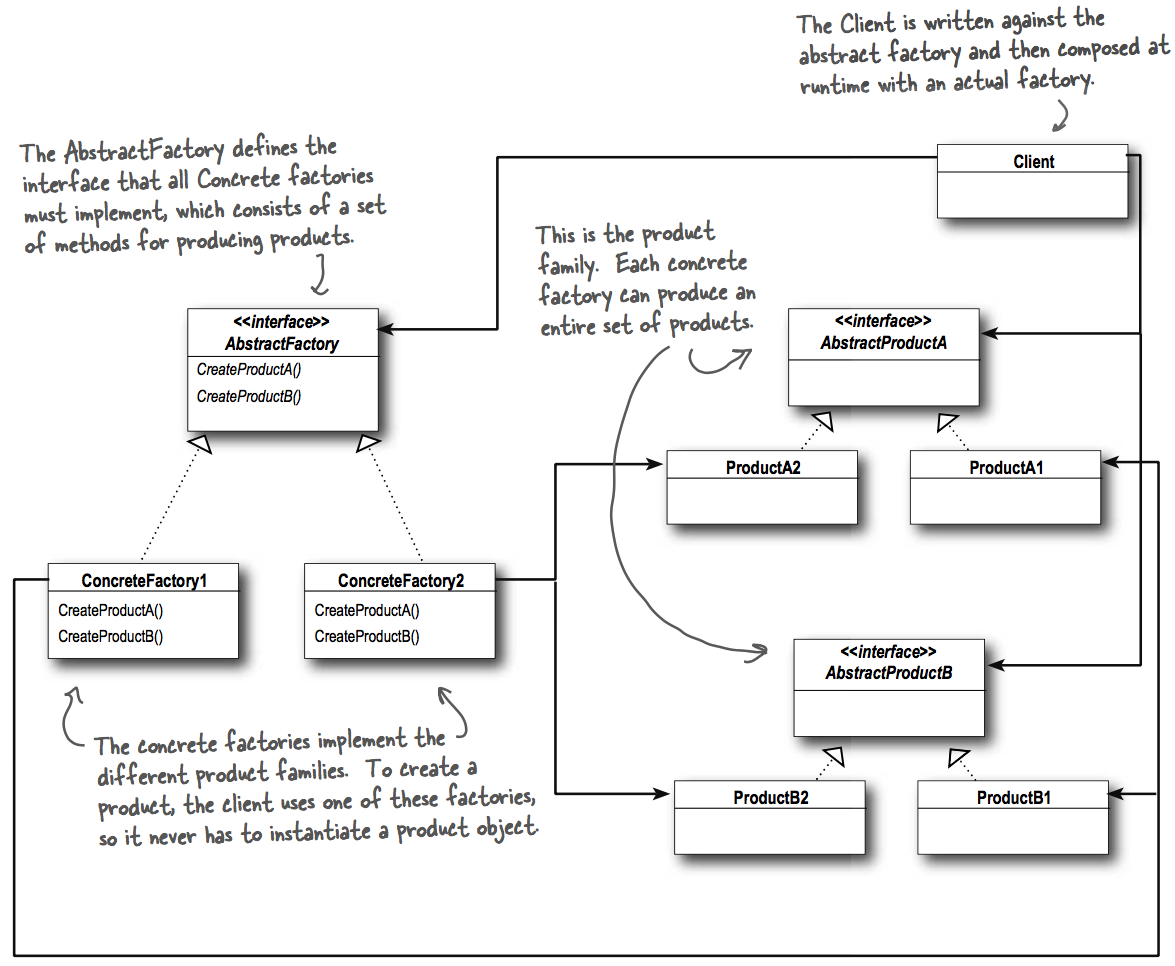 The Client is written against the
abstract factory and then composed at
runtime with an actual factory.
The AbstractFactory defines the
interface that all Concrete factories
must implement, which consists of a set
of methods for producing products.
Client
This is the product
family. Each concrete
factory can produce an
entire set of products.
<<interface>>
AbstractFactory
CreateProductA()
CreateProductB()
<<interface>>
AbstractProductA
ProductA2
ProductA1
ConcreteFactory1
CreateProductA()
CreateProductB()
ConcreteFactory2
CreateProductA()
CreateProductB()
<<interface>>
AbstractProductB
The concrete factories implement the
different product families. To create a
product, the client uses one of these factories,
so it never has to instantiate a product object.
ProductB2
ProductB1